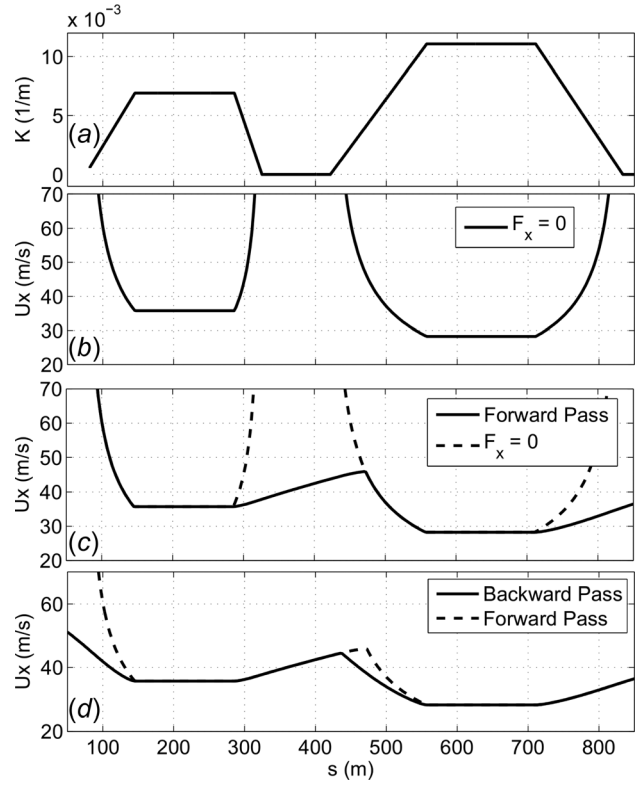 x 10⁻³
10
5
0
K (1/m)
(a)
70
60
50
40
30
20
Ux (m/s)
(b)
Fₓ = 0
70
60
50
40
30
20
Ux (m/s)
(c)
Forward Pass
Fₓ = 0
60
40
20
Ux (m/s)
(d)
Backward Pass
Forward Pass
100 200 300 400 500 600 700 800
s (m)